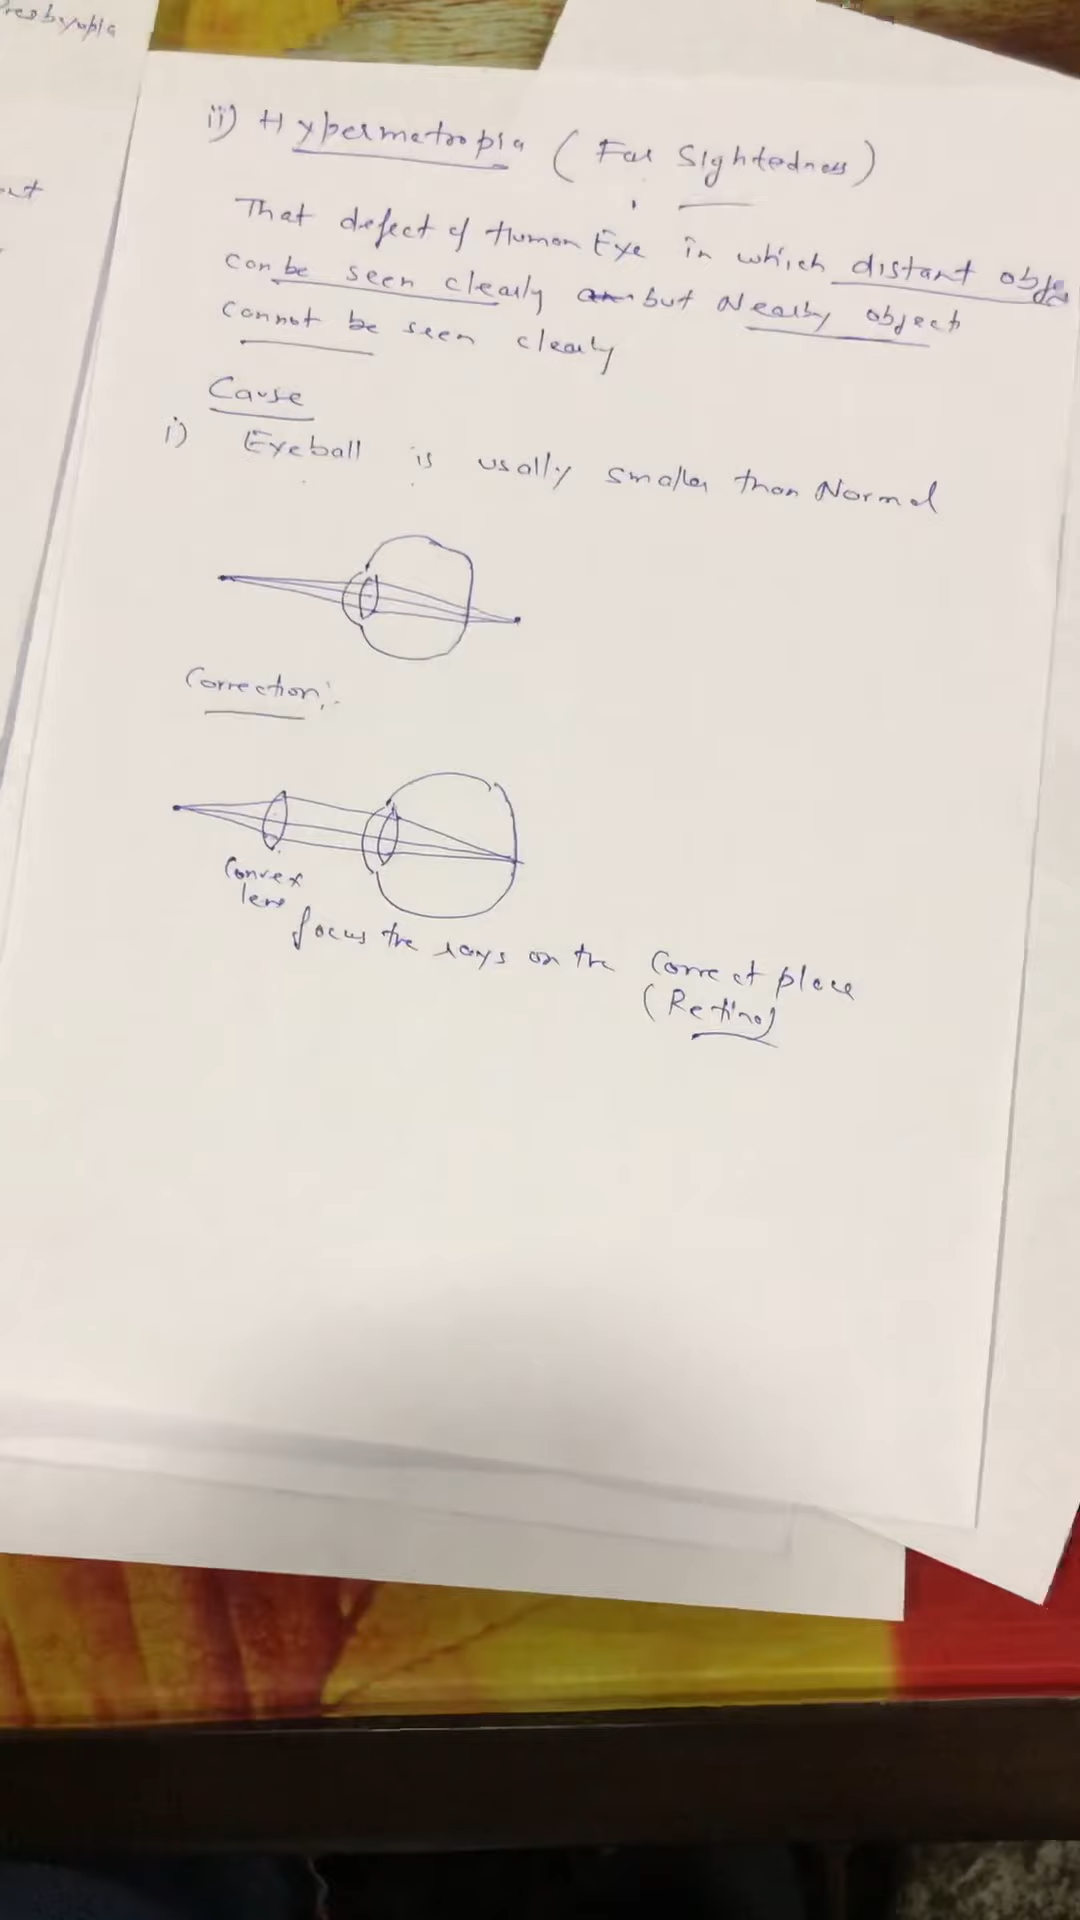 Presbyopia
ii) Hypermetropia (Far Sightedness)
That defect of Human Eye in which distant obje
can be seen clearly but Nearby object
cannot be seen clearly
Cause
i) Eyeball is usally smaller than Normal
Correction:-
Convex
lens
focus the rays on the Correct place
(Retina)